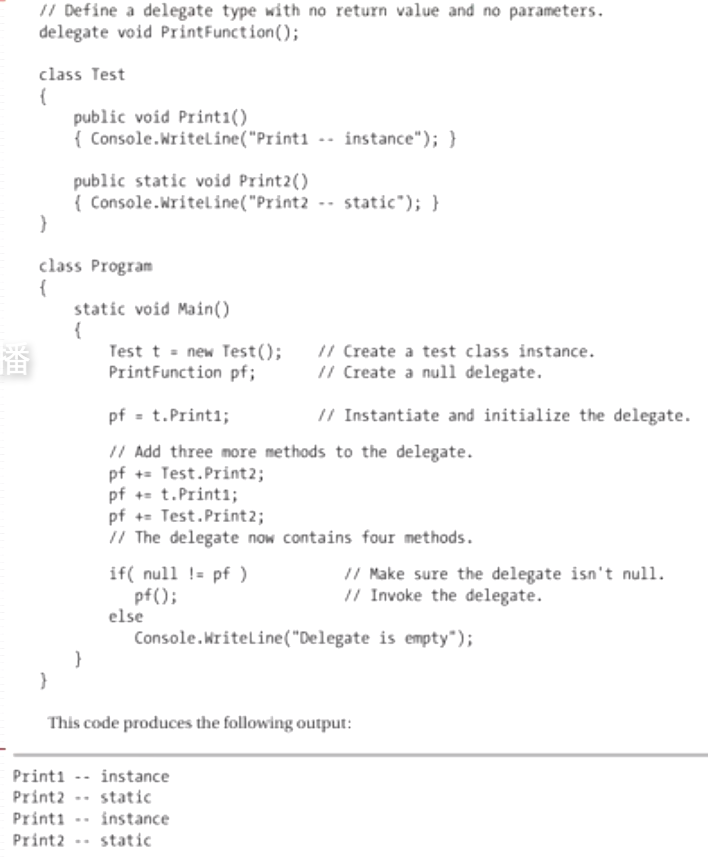 // Define a delegate type with no return value and no parameters.
delegate void PrintFunction();
class Test
{
public void Print1()
{ Console.WriteLine("Print1 -- instance"); }
public static void Print2()
{ Console.WriteLine("Print2 -- static"); }
}
class Program
{
static void Main()
{
番
Test t = new Test(); // Create a test class instance.
PrintFunction pf; // Create a null delegate.
pf = t.Print1; // Instantiate and initialize the delegate.
// Add three more methods to the delegate.
pf += Test.Print2;
pf += t.Print1;
pf += Test.Print2;
// The delegate now contains four methods.
if( null != pf ) // Make sure the delegate isn't null.
pf(); // Invoke the delegate.
else
Console.WriteLine("Delegate is empty");
}
}
This code produces the following output:
Print1 -- instance
Print2 -- static
Print1 -- instance
Print2 -- static